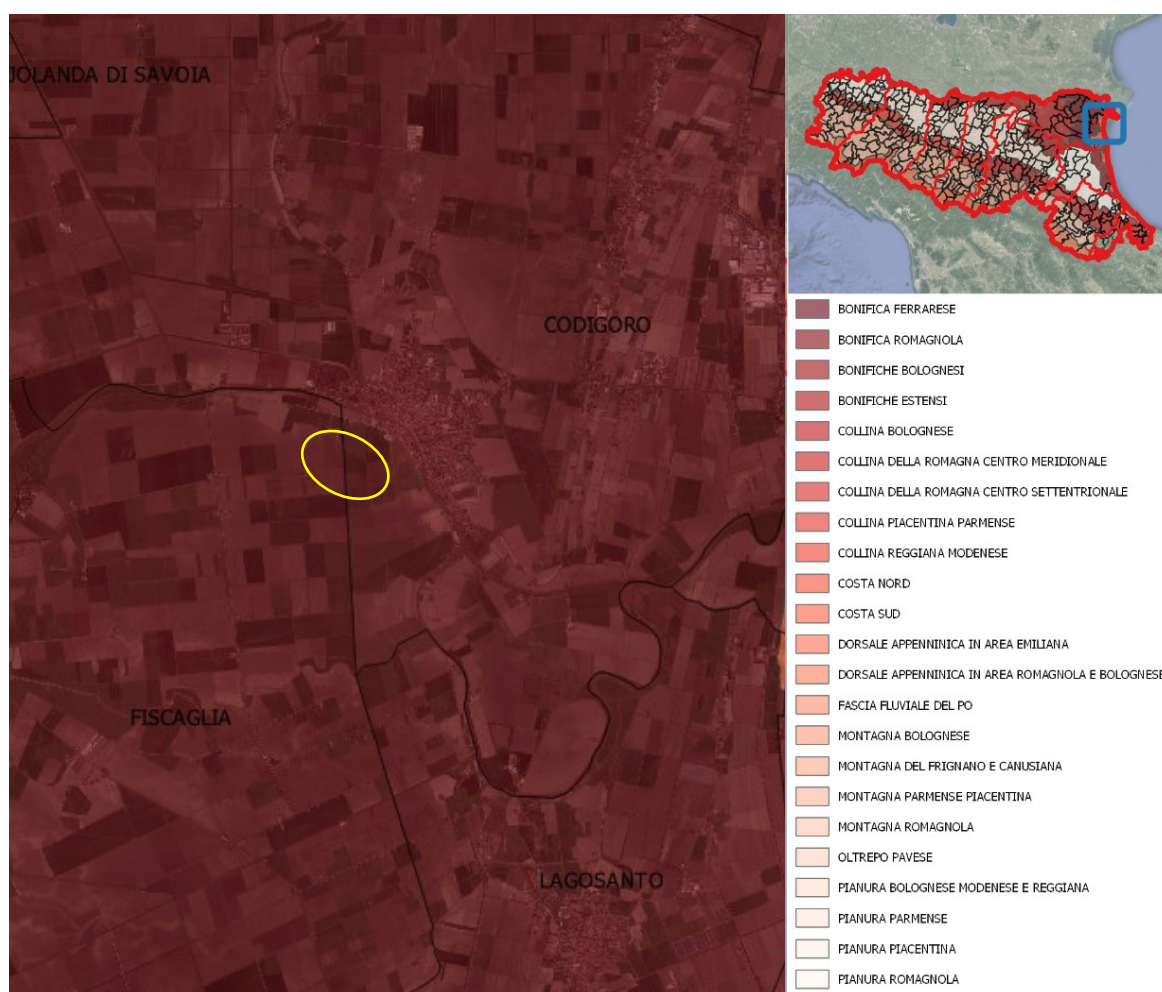 JOLANDA DI SAVOIA
CODIGORO
FISCAGLIA
LAGOSANTO
BONIFICA FERRARESE
BONIFICA ROMAGNOLA
BONIFICHE BOLOGNESI
BONIFICHE ESTENSI
COLLINA BOLOGNESE
COLLINA DELLA ROMAGNA CENTRO MERIDIONALE
COLLINA DELLA ROMAGNA CENTRO SETTENTRIONALE
COLLINA PIACENTINA PARMENSE
COLLINA REGGIANA MODENESE
COSTA NORD
COSTA SUD
DORSALE APPENNINICA IN AREA EMILIANA
DORSALE APPENNINICA IN AREA ROMAGNOLA E BOLOGNESE
FASCIA FLUVIALE DEL PO
MONTAGNA BOLOGNESE
MONTAGNA DEL FRIGNANO E CANUSIANA
MONTAGNA PARMENSE PIACENTINA
MONTAGNA ROMAGNOLA
OLTREPO PAVESE
PIANURA BOLOGNESE MODENESE E REGGIANA
PIANURA PARMENSE
PIANURA PIACENTINA
PIANURA ROMAGNOLA